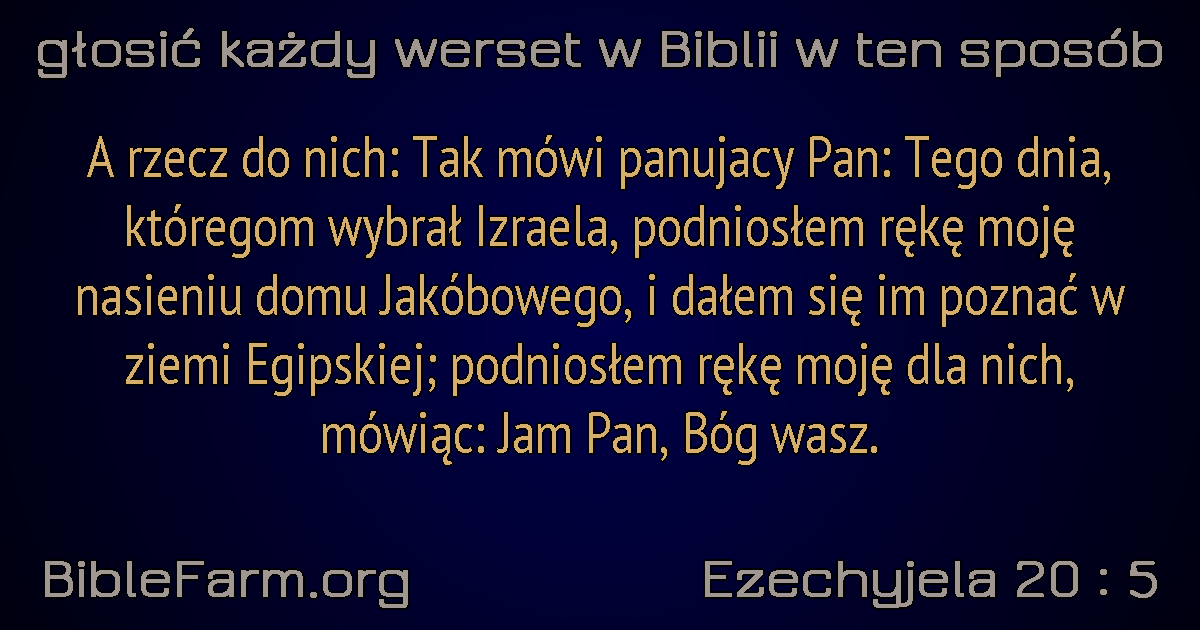 głosić każdy werset w Biblii w ten sposób
A rzecz do nich: Tak mówi panujacy Pan: Tego dnia,
któregom wybrał Izraela, podniosłem rękę moję
nasieniu domu Jakóbowego, i dałem się im poznać w
ziemi Egipskiej; podniosłem rękę moję dla nich,
mówiąc: Jam Pan, Bóg wasz.
BibleFarm.org
Ezechyjela 20 : 5